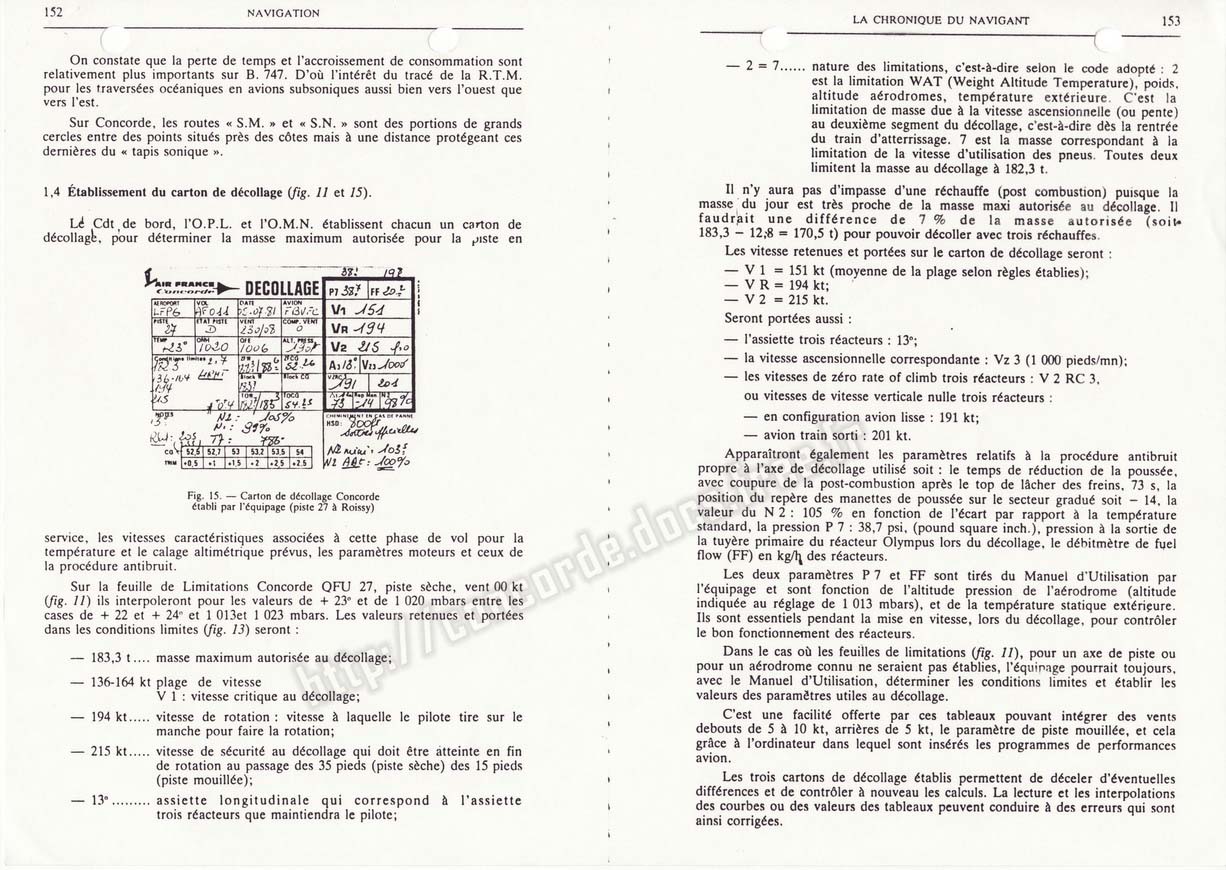 152 NAVIGATION
On constate que la perte de temps et l'accroissement de consommation sont
relativement plus importants sur B. 747. D'où l'intérêt du tracé de la R.T.M.
pour les traversées océaniques en avions subsoniques aussi bien vers l'ouest que
vers l'est.
Sur Concorde, les routes « S.M. » et « S.N. » sont des portions de grands
cercles entre des points situés près des côtes mais à une distance protégeant ces
dernières du « tapis sonique ».
1,4 Établissement du carton de décollage (fig. 11 et 15).
Le Cdt de bord, l'O.P.L. et l'O.M.N. établissent chacun un carton de
décollage, pour déterminer la masse maximum autorisée pour la piste en
AIR FRANCE
Concorde
DECOLLAGE
P7 38.7 FF 20.2
AEROPORT VOL DATE AVION
LFPG AF011 FBVFC
V1 151
PISTE ETAT PISTE VENT COMP. VENT
27 D 230/08 0
VR 194
TEMP QNH QFE ALT. PRESS
+23° 1020 1006 190ft
V2 215
Conditions limites 2,7
A3 13° VZ3 1000
183.3
52.26
136-164
191 201
194
215
73 -14 98%
54.25
NOTES
13°
N2: 105%
N1: 99%
CHEMINEMENT EN CAS DE PANNE
HSD: 800ft
CG 52,5 52,7 53 53,2 53,5 54
TRIM +0,5 +1 +1,5 +2 +2,5 +2.5
N2 mini: 103%
100%
Fig. 15. — Carton de décollage Concorde
établi par l'équipage (piste 27 à Roissy)
service, les vitesses caractéristiques associées à cette phase de vol pour la
température et le calage altimétrique prévus, les paramètres moteurs et ceux de
la procédure antibruit.
Sur la feuille de Limitations Concorde QFU 27, piste sèche, vent 00 kt
(fig. 11) ils interpoleront pour les valeurs de + 23° et de 1 020 mbars entre les
cases de + 22 et + 24° et 1 013et 1 023 mbars. Les valeurs retenues et portées
dans les conditions limites (fig. 13) seront :
— 183,3 t.... masse maximum autorisée au décollage;
— 136-164 kt plage de vitesse
V 1 : vitesse critique au décollage;
— 194 kt..... vitesse de rotation : vitesse à laquelle le pilote tire sur le
manche pour faire la rotation;
— 215 kt..... vitesse de sécurité au décollage qui doit être atteinte en fin
de rotation au passage des 35 pieds (piste sèche) des 15 pieds
(piste mouillée);
— 13° ......... assiette longitudinale qui correspond à l'assiette
trois réacteurs que maintiendra le pilote;
LA CHRONIQUE DU NAVIGANT 153
— 2 = 7...... nature des limitations, c'est-à-dire selon le code adopté : 2
est la limitation WAT (Weight Altitude Temperature), poids,
altitude aérodromes, température extérieure. C'est la
limitation de masse due à la vitesse ascensionnelle (ou pente)
au deuxième segment du décollage, c'est-à-dire dès la rentrée
du train d'atterrissage. 7 est la masse correspondant à la
limitation de la vitesse d'utilisation des pneus. Toutes deux
limitent la masse au décollage à 182,3 t.
Il n'y aura pas d'impasse d'une réchauffe (post combustion) puisque la
masse du jour est très proche de la masse maxi autorisée au décollage. Il
faudrait une différence de 7 % de la masse autorisée (soit
183,3 – 12,8 = 170,5 t) pour pouvoir décoller avec trois réchauffes.
Les vitesse retenues et portées sur le carton de décollage seront :
— V 1 = 151 kt (moyenne de la plage selon règles établies);
— V R = 194 kt;
— V 2 = 215 kt.
Seront portées aussi :
— l'assiette trois réacteurs : 13°;
— la vitesse ascensionnelle correspondante : Vz 3 (1 000 pieds/mn);
— les vitesses de zéro rate of climb trois réacteurs : V 2 RC 3,
ou vitesses de vitesse verticale nulle trois réacteurs :
— en configuration avion lisse : 191 kt;
— avion train sorti : 201 kt.
Apparaîtront également les paramètres relatifs à la procédure antibruit
propre à l'axe de décollage utilisé soit : le temps de réduction de la poussée,
avec coupure de la post-combustion après le top de lâcher des freins, 73 s, la
position du repère des manettes de poussée sur le secteur gradué soit – 14, la
valeur du N 2 : 105 % en fonction de l'écart par rapport à la température
standard, la pression P 7 : 38,7 psi, (pound square inch.), pression à la sortie de
la tuyère primaire du réacteur Olympus lors du décollage, le débitmètre de fuel
flow (FF) en kg/h des réacteurs.
Les deux paramètres P 7 et FF sont tirés du Manuel d'Utilisation par
l'équipage et sont fonction de l'altitude pression de l'aérodrome (altitude
indiquée au réglage de 1 013 mbars), et de la température statique extérieure.
Ils sont essentiels pendant la mise en vitesse, lors du décollage, pour contrôler
le bon fonctionnement des réacteurs.
Dans le cas où les feuilles de limitations (fig. 11), pour un axe de piste ou
pour un aérodrome connu ne seraient pas établies, l'équipage pourrait toujours,
avec le Manuel d'Utilisation, déterminer les conditions limites et établir les
valeurs des paramètres utiles au décollage.
C'est une facilité offerte par ces tableaux pouvant intégrer des vents
debouts de 5 à 10 kt, arrières de 5 kt, le paramètre de piste mouillée, et cela
grâce à l'ordinateur dans lequel sont insérés les programmes de performances
avion.
Les trois cartons de décollage établis permettent de déceler d'éventuelles
différences et de contrôler à nouveau les calculs. La lecture et les interpolations
des courbes ou des valeurs des tableaux peuvent conduire à des erreurs qui sont
ainsi corrigées.